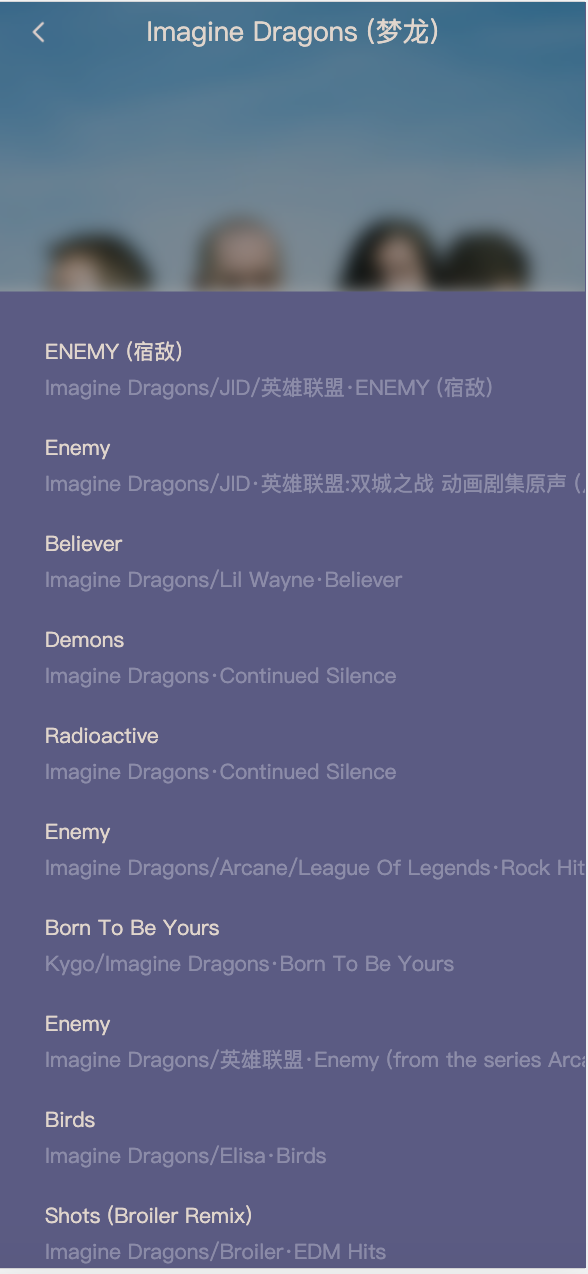 Imagine Dragons (梦龙)
ENEMY (宿敌)
Imagine Dragons/JID/英雄联盟·ENEMY (宿敌)
Enemy
Imagine Dragons/JID·英雄联盟:双城之战 动画剧集原声 (
Believer
Imagine Dragons/Lil Wayne·Believer
Demons
Imagine Dragons·Continued Silence
Radioactive
Imagine Dragons·Continued Silence
Enemy
Imagine Dragons/Arcane/League Of Legends·Rock Hit
Born To Be Yours
Kygo/Imagine Dragons·Born To Be Yours
Enemy
Imagine Dragons/英雄联盟·Enemy (from the series Arca
Birds
Imagine Dragons/Elisa·Birds
Shots (Broiler Remix)
Imagine Dragons/Broiler·EDM Hits